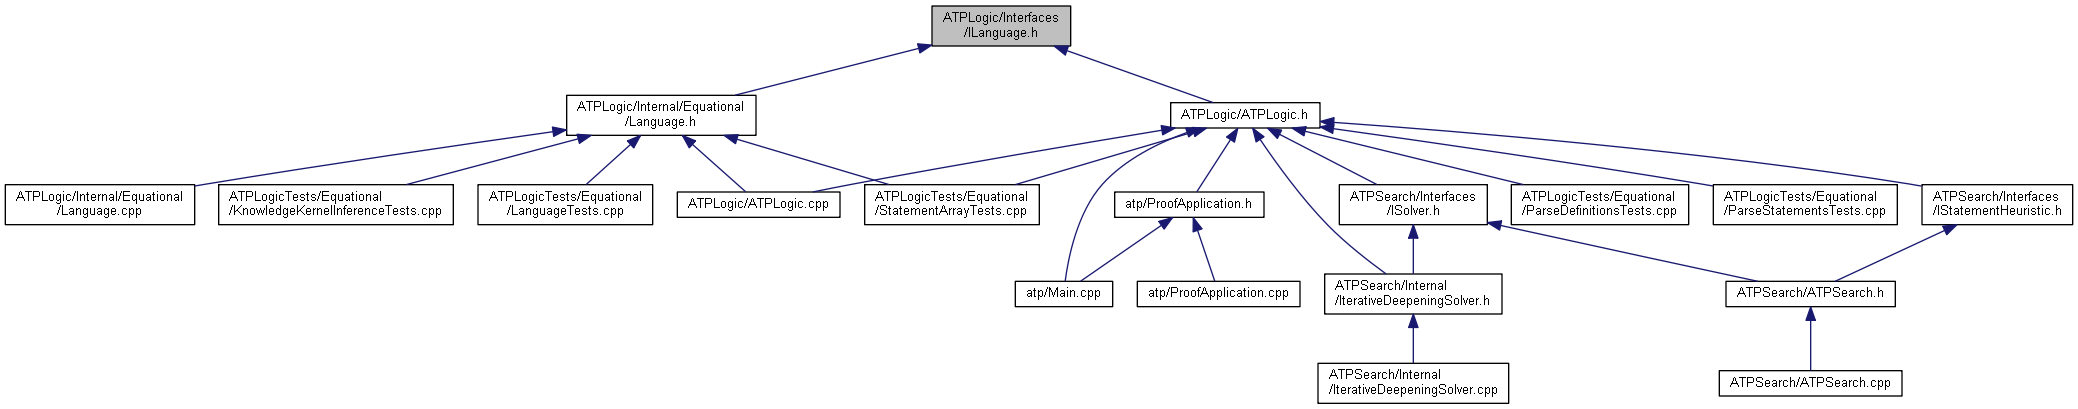 ATPLogic/Interfaces
/ILanguage.h
ATPLogic/Internal/Equational
/Language.h
ATPLogic/ATPLogic.h
ATPLogic/Internal/Equational
/Language.cpp
ATPLogicTests/Equational
/KnowledgeKernelInferenceTests.cpp
ATPLogicTests/Equational
/LanguageTests.cpp
ATPLogic/ATPLogic.cpp
ATPLogicTests/Equational
/StatementArrayTests.cpp
atp/ProofApplication.h
ATPSearch/Interfaces
/ISolver.h
ATPLogicTests/Equational
/ParseDefinitionsTests.cpp
ATPLogicTests/Equational
/ParseStatementsTests.cpp
ATPSearch/Interfaces
/IStatementHeuristic.h
atp/Main.cpp
atp/ProofApplication.cpp
ATPSearch/Internal
/IterativeDeepeningSolver.h
ATPSearch/ATPSearch.h
ATPSearch/Internal
/IterativeDeepeningSolver.cpp
ATPSearch/ATPSearch.cpp